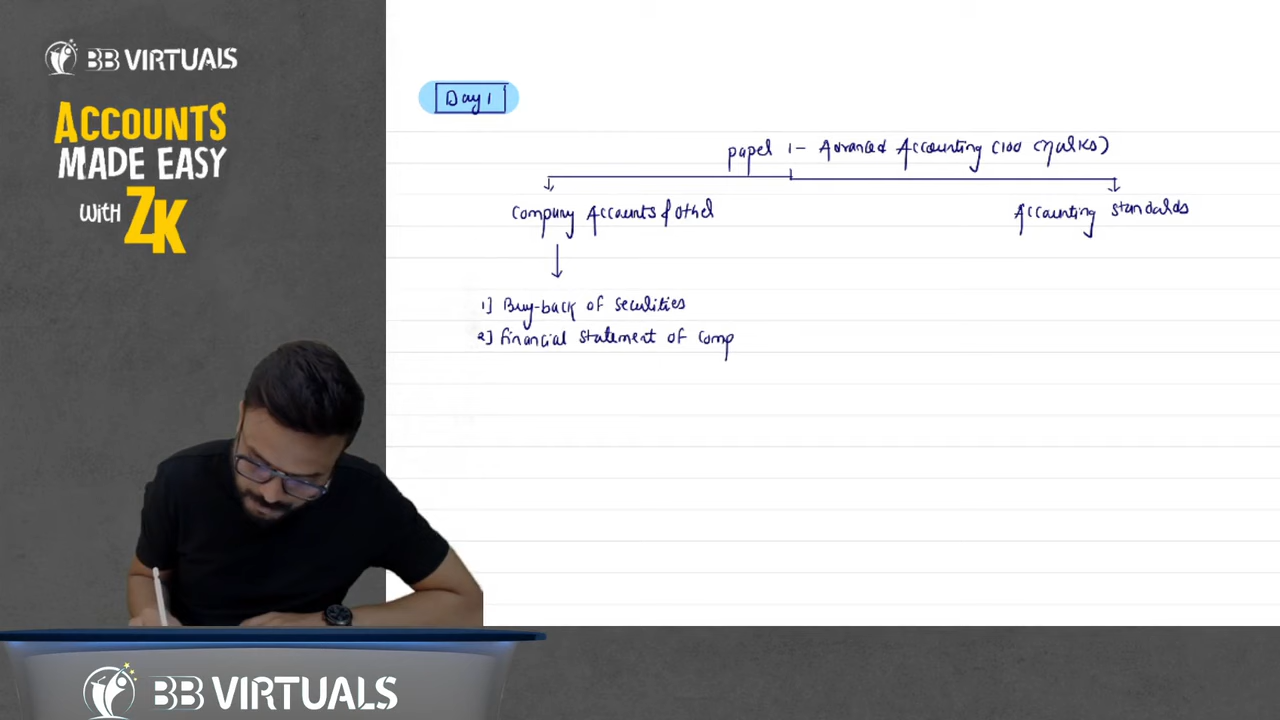 BB VIRTUALS
ACCOUNTS
MADE EASY
WITH ZK
Day 1
paper 1- Advanced Accounting (100 Marks)
Company Accounts & other
Accounting standards
1] Buy-back of securities
2] financial statement of comp
BB VIRTUALS